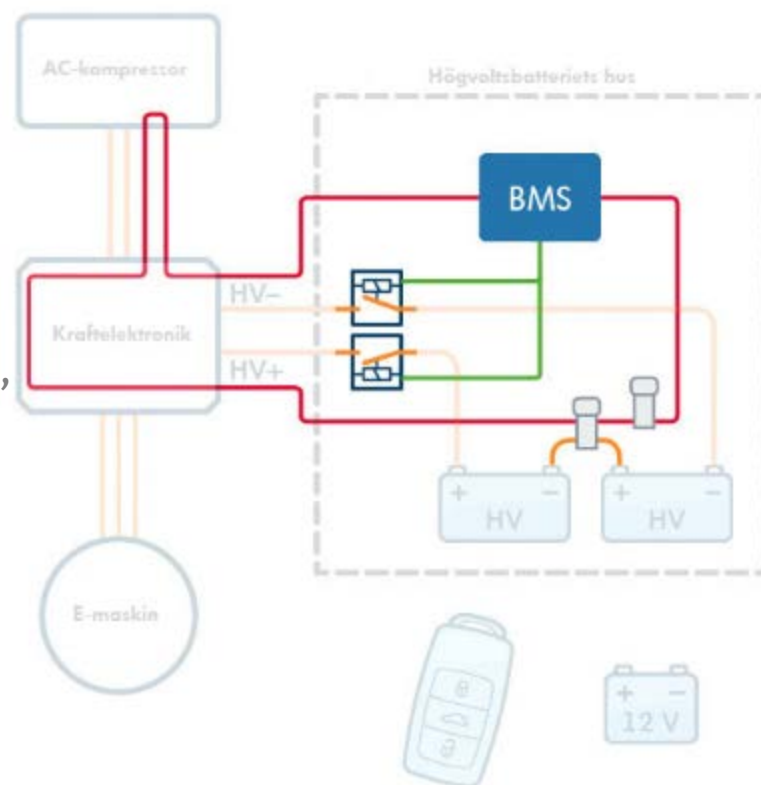 AC-kompressor
Högvoltsbatteriets hus
BMS
HV−
Kraftelektronik
HV+
,
+ −
HV
+ −
HV
E-maskin
+ −
12 V